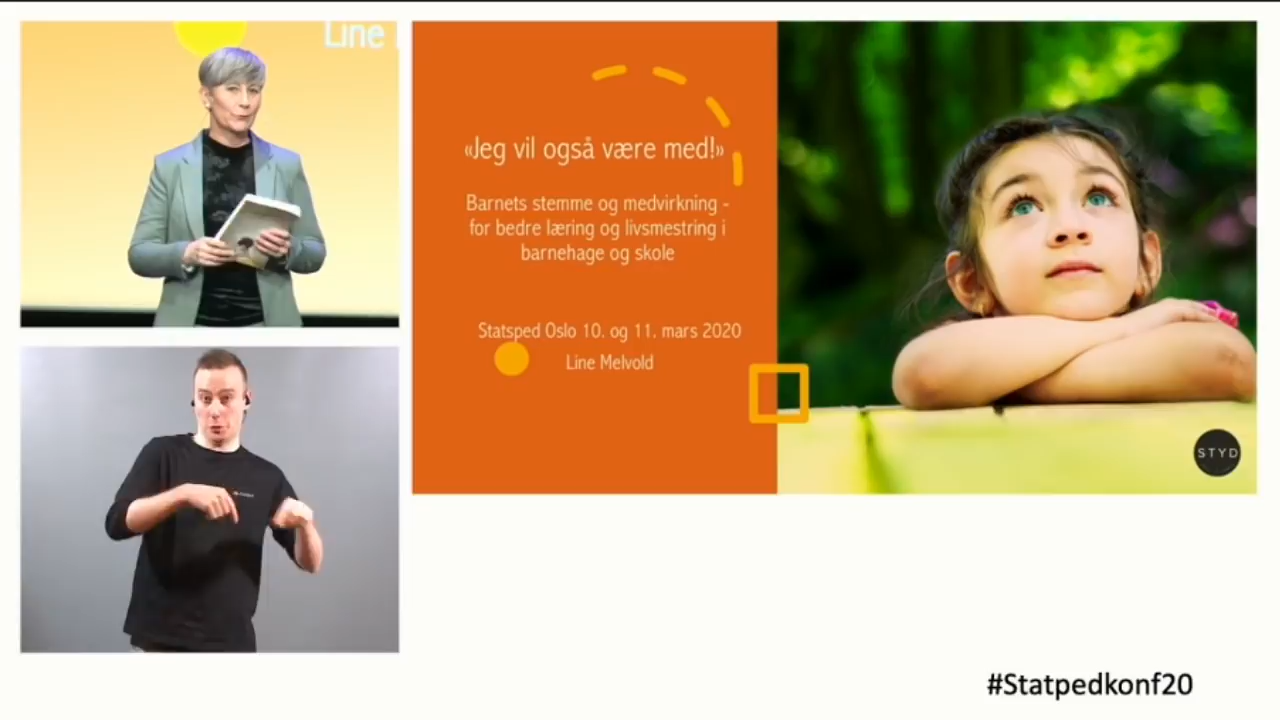 Line
«Jeg vil også være med!»
Barnets stemme og medvirkning -
for bedre læring og livsmestring i
barnehage og skole
Statsped Oslo 10. og 11. mars 2020
Line Melvold
STYD
#Statpedkonf20